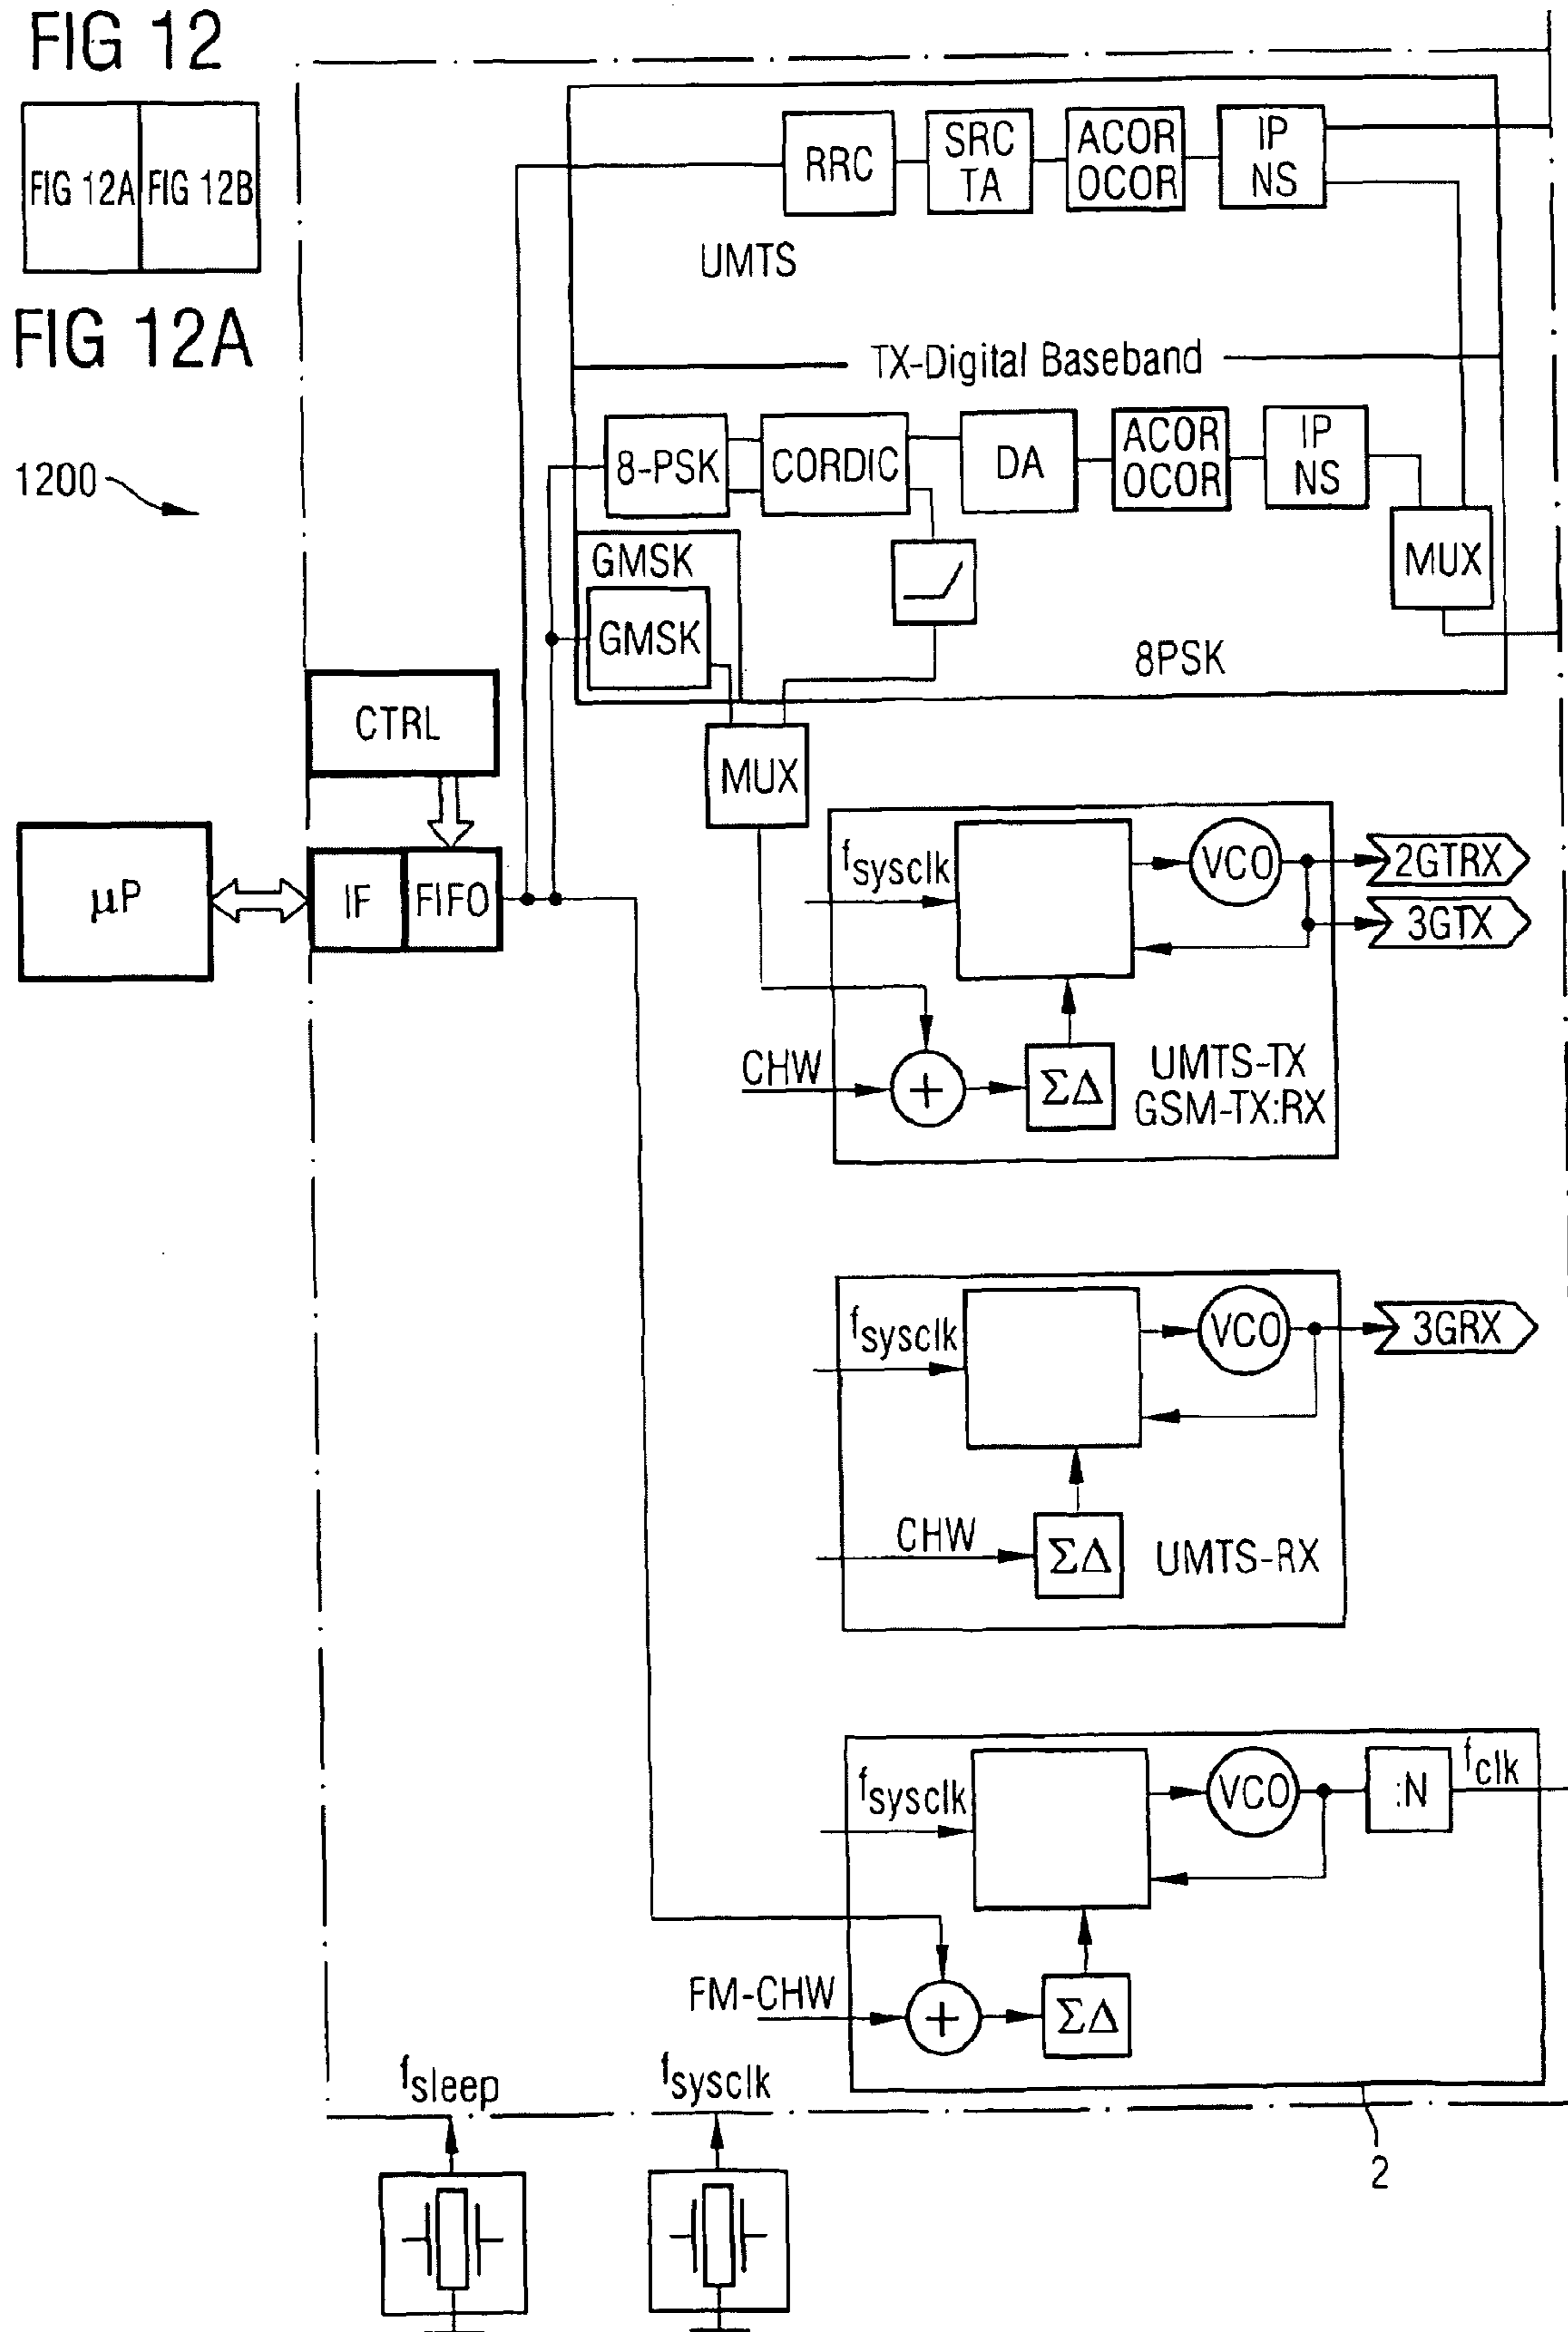 FIG 12
FIG 12A FIG 12B
FIG 12A
1200
RRC
SRC
TA
ACOR
OCOR
IP
NS
UMTS
TX-Digital Baseband
8-PSK
CORDIC
DA
ACOR
OCOR
IP
NS
MUX
GMSK
GMSK
8PSK
CTRL
MUX
μP
IF
FIFO
fsysclk
VCO
2GTRX
3GTX
CHW
+
ΣΔ
UMTS-TX
GSM-TX:RX
fsysclk
VCO
3GRX
CHW
ΣΔ
UMTS-RX
fsysclk
VCO
:N
fclk
FM-CHW
+
ΣΔ
fsleep
fsysclk
2